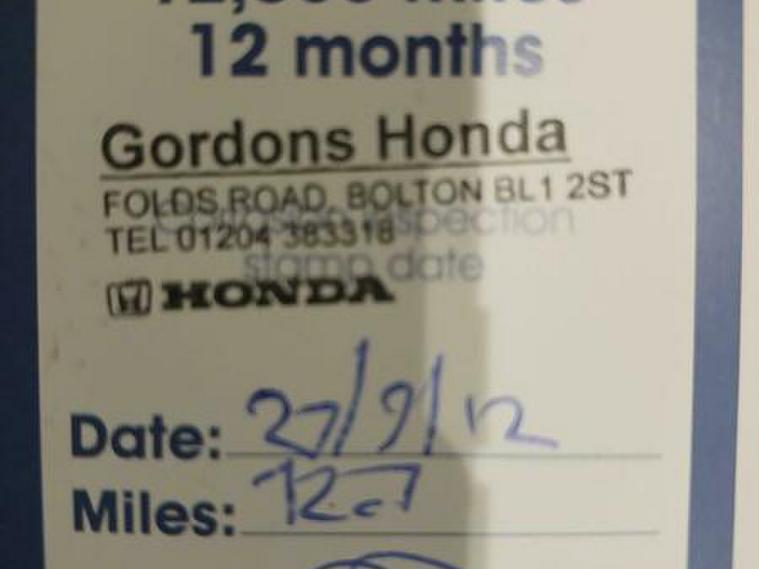 12 months
Gordons Honda
FOLDS ROAD, BOLTON BL1 2ST
Corrosion inspection
TEL 01204 383318
stamp date
HONDA
Date: 27/9/12
Miles: